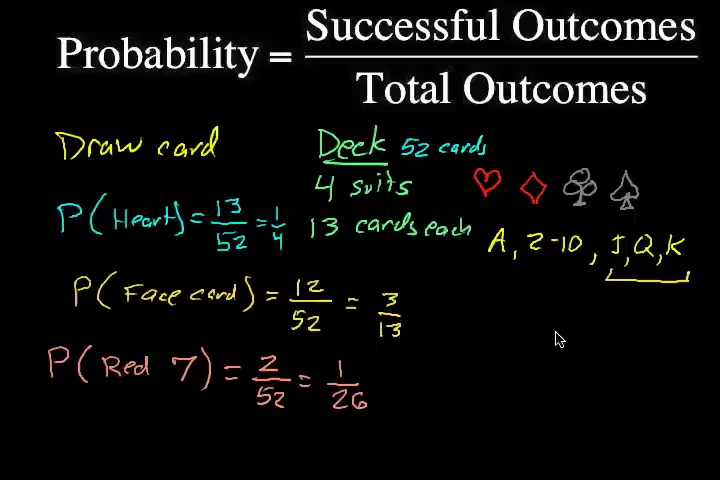 Probability = Successful Outcomes / Total Outcomes
Draw card
Deck 52 cards
4 suits
13 cards each
A, 2-10, J, Q, K
P(Heart) = 13/52 = 1/4
P(Face card) = 12/52 = 3/13
P(Red 7) = 2/52 = 1/26